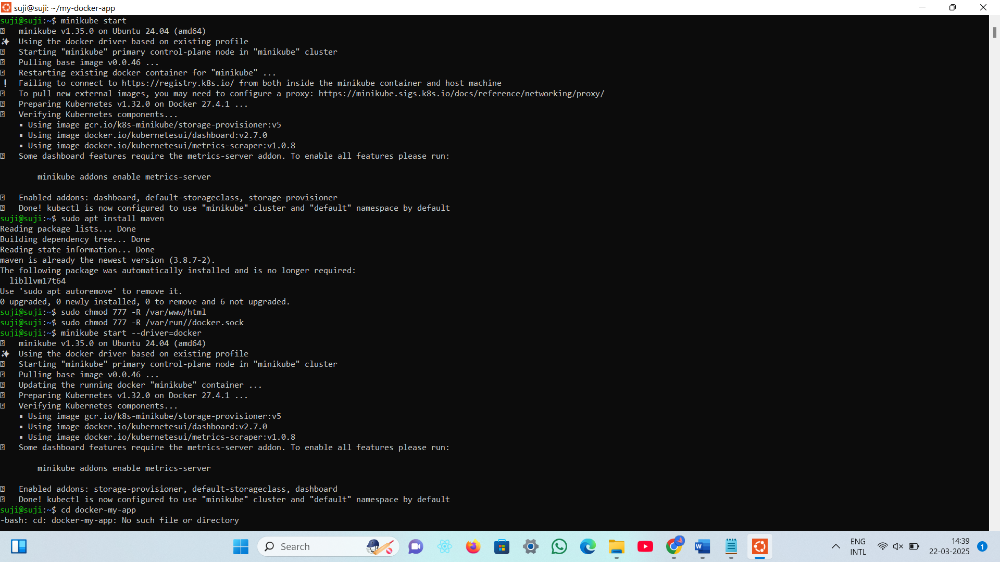 suji@suji: ~/my-docker-app
suji@suji:~$ minikube start
minikube v1.35.0 on Ubuntu 24.04 (amd64)
Using the docker driver based on existing profile
Starting "minikube" primary control-plane node in "minikube" cluster
Pulling base image v0.0.46 ...
Restarting existing docker container for "minikube" ...
! Failing to connect to https://registry.k8s.io/ from both inside the minikube container and host machine
To pull new external images, you may need to configure a proxy: https://minikube.sigs.k8s.io/docs/reference/networking/proxy/
Preparing Kubernetes v1.32.0 on Docker 27.4.1 ...
Verifying Kubernetes components...
▪ Using image gcr.io/k8s-minikube/storage-provisioner:v5
▪ Using image docker.io/kubernetesui/dashboard:v2.7.0
▪ Using image docker.io/kubernetesui/metrics-scraper:v1.0.8
Some dashboard features require the metrics-server addon. To enable all features please run:
minikube addons enable metrics-server
Enabled addons: dashboard, default-storageclass, storage-provisioner
Done! kubectl is now configured to use "minikube" cluster and "default" namespace by default
suji@suji:~$ sudo apt install maven
Reading package lists... Done
Building dependency tree... Done
Reading state information... Done
maven is already the newest version (3.8.7-2).
The following package was automatically installed and is no longer required:
libllvm17t64
Use 'sudo apt autoremove' to remove it.
0 upgraded, 0 newly installed, 0 to remove and 6 not upgraded.
suji@suji:~$ sudo chmod 777 -R /var/www/html
suji@suji:~$ sudo chmod 777 -R /var/run//docker.sock
suji@suji:~$ minikube start --driver=docker
minikube v1.35.0 on Ubuntu 24.04 (amd64)
Using the docker driver based on existing profile
Starting "minikube" primary control-plane node in "minikube" cluster
Pulling base image v0.0.46 ...
Updating the running docker "minikube" container ...
Preparing Kubernetes v1.32.0 on Docker 27.4.1 ...
Verifying Kubernetes components...
▪ Using image gcr.io/k8s-minikube/storage-provisioner:v5
▪ Using image docker.io/kubernetesui/dashboard:v2.7.0
▪ Using image docker.io/kubernetesui/metrics-scraper:v1.0.8
Some dashboard features require the metrics-server addon. To enable all features please run:
minikube addons enable metrics-server
Enabled addons: storage-provisioner, default-storageclass, dashboard
Done! kubectl is now configured to use "minikube" cluster and "default" namespace by default
suji@suji:~$ cd docker-my-app
-bash: cd: docker-my-app: No such file or directory
Search
W
ENG
INTL
14:39
22-03-2025
1